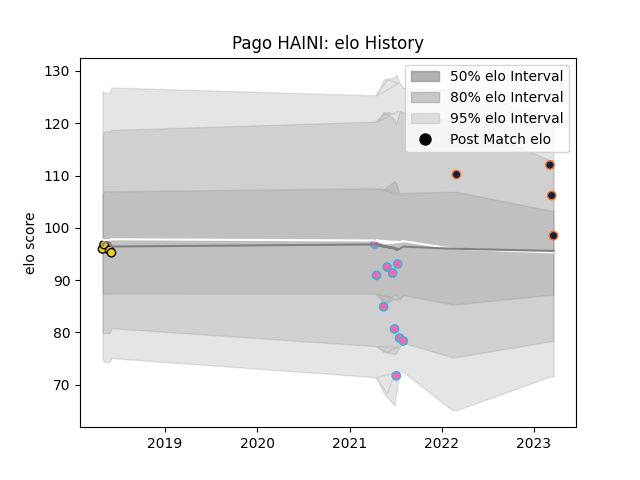 Pago HAINI: elo History
50% elo Interval
80% elo Interval
95% elo Interval
Post Match elo
elo score
130
120
110
100
90
80
70
2019
2020
2021
2022
2023